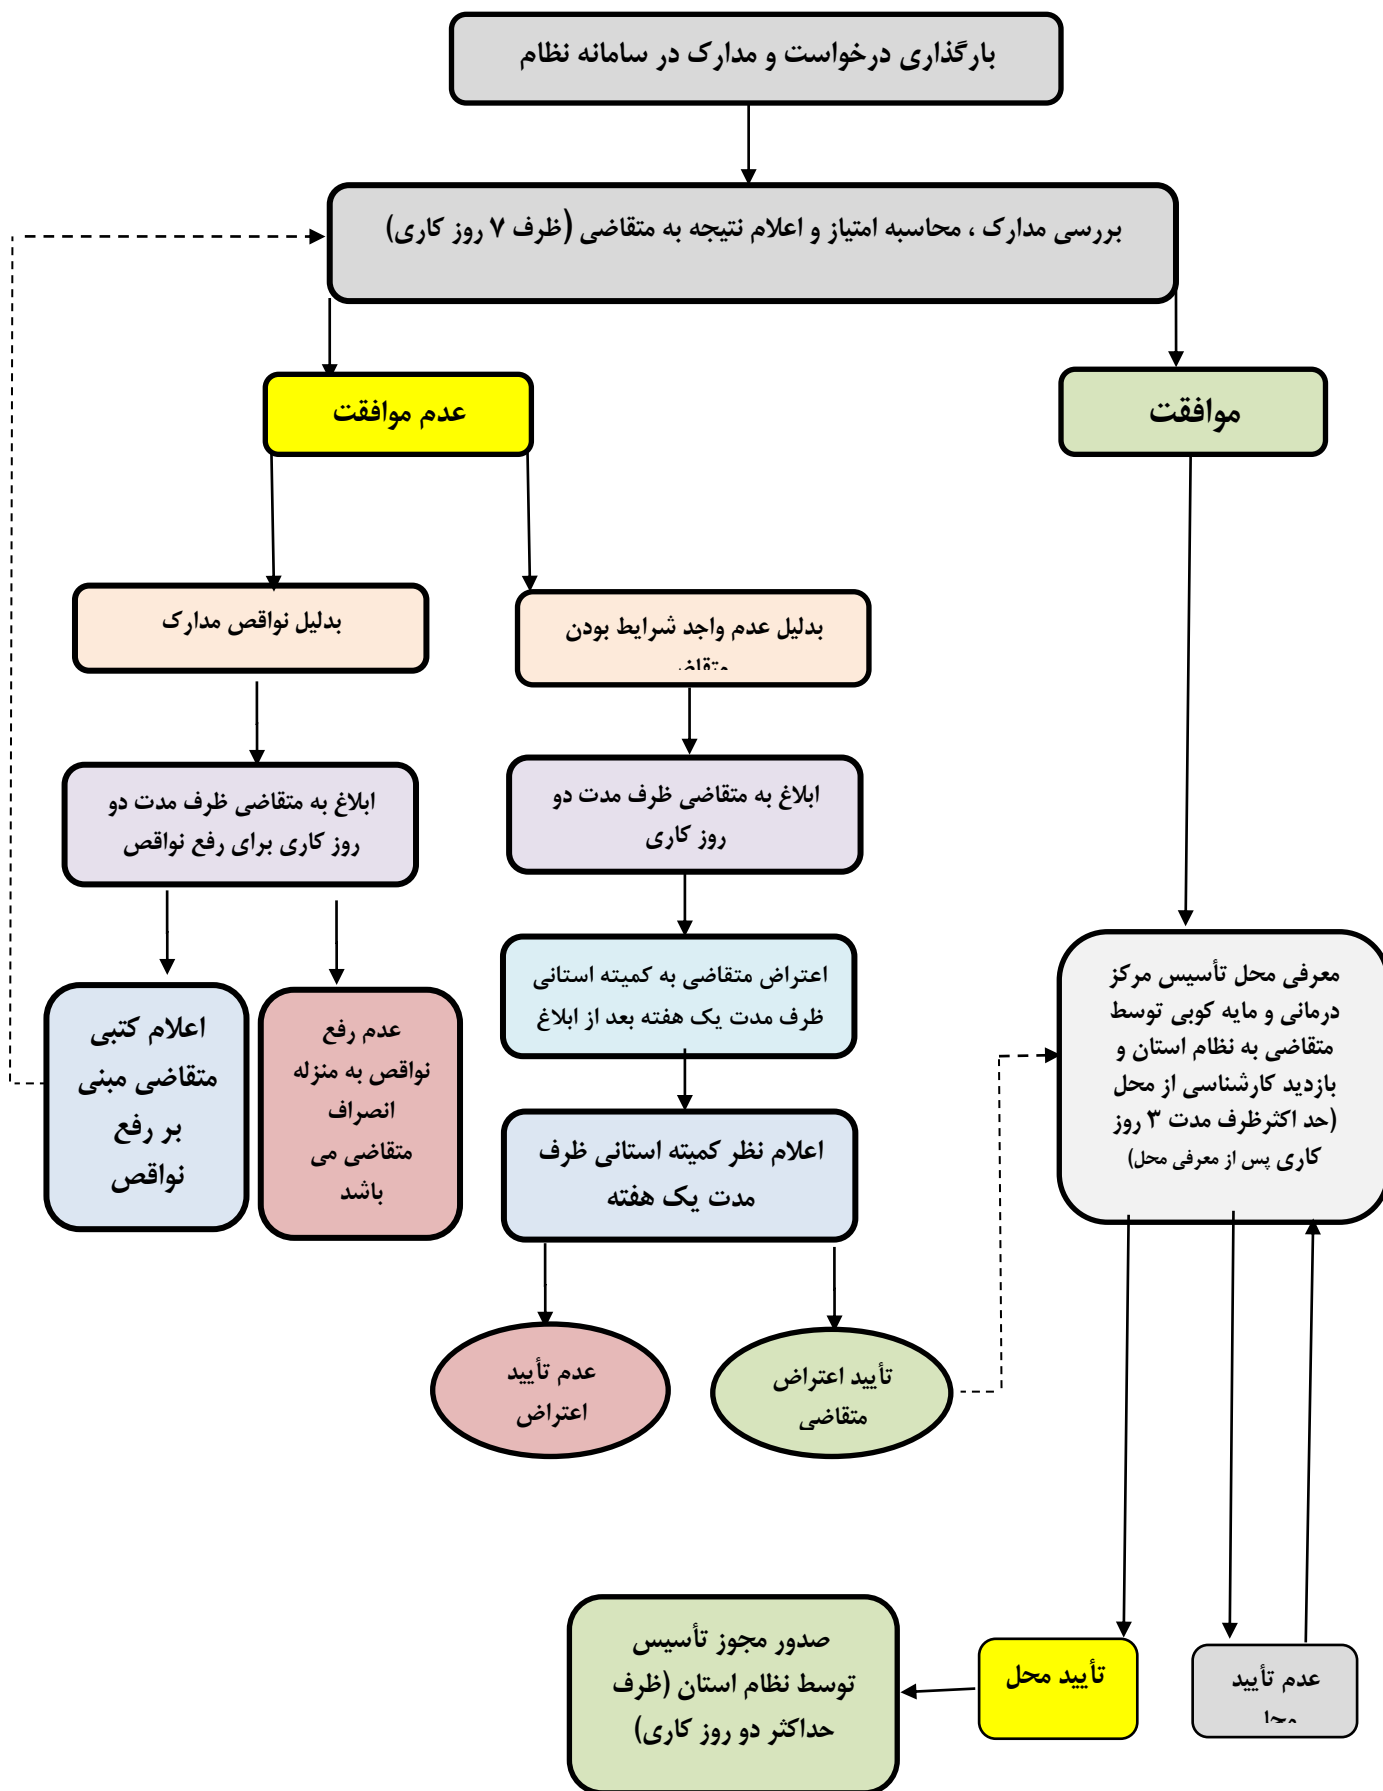 بارگذاری درخواست و مدارک در سامانه نظام
بررسی مدارک ، محاسبه امتیاز و اعلام نتیجه به متقاضی (ظرف ۷ روز کاری)
موافقت
عدم موافقت
بدلیل عدم واجد شرایط بودن
متقاضی
بدلیل نواقص مدارک
ابلاغ به متقاضی ظرف مدت دو
روز کاری
ابلاغ به متقاضی ظرف مدت دو
روز کاری برای رفع نواقص
اعتراض متقاضی به کمیته استانی
ظرف مدت یک هفته بعد از ابلاغ
معرفی محل تأسیس مرکز
درمانی و مایه کوبی توسط
متقاضی به نظام استان و
بازدید کارشناسی از محل
(حد اکثرظرف مدت ۳ روز
کاری پس از معرفی محل)
عدم رفع
نواقص به منزله
انصراف
متقاضی می
باشد
اعلام کتبی
متقاضی مبنی
بر رفع
نواقص
اعلام نظر کمیته استانی ظرف
مدت یک هفته
تأیید اعتراض
متقاضی
عدم تأیید
اعتراض
عدم تأیید
محل
تأیید محل
صدور مجوز تأسیس
توسط نظام استان (ظرف
حداکثر دو روز کاری)